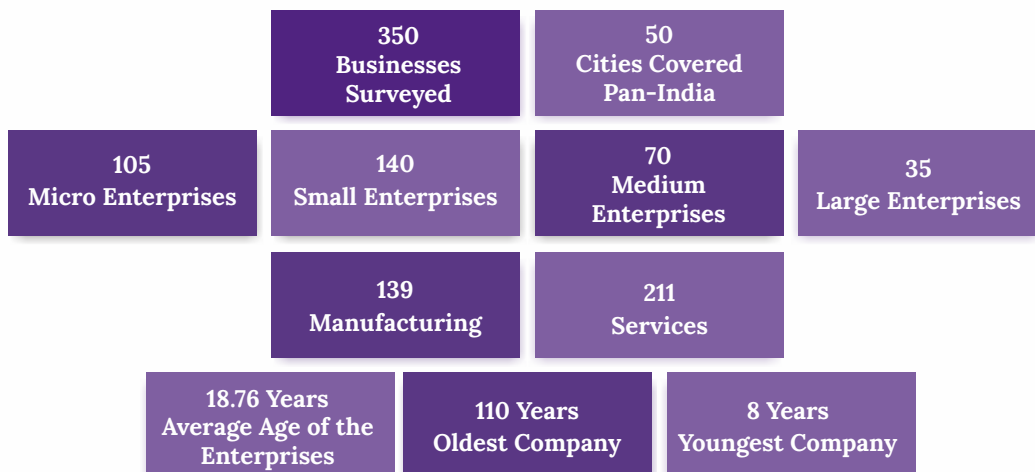 350
Businesses
Surveyed
50
Cities Covered
Pan-India
105
Micro Enterprises
140
Small Enterprises
70
Medium
Enterprises
35
Large Enterprises
139
Manufacturing
211
Services
18.76 Years
Average Age of the
Enterprises
110 Years
Oldest Company
8 Years
Youngest Company